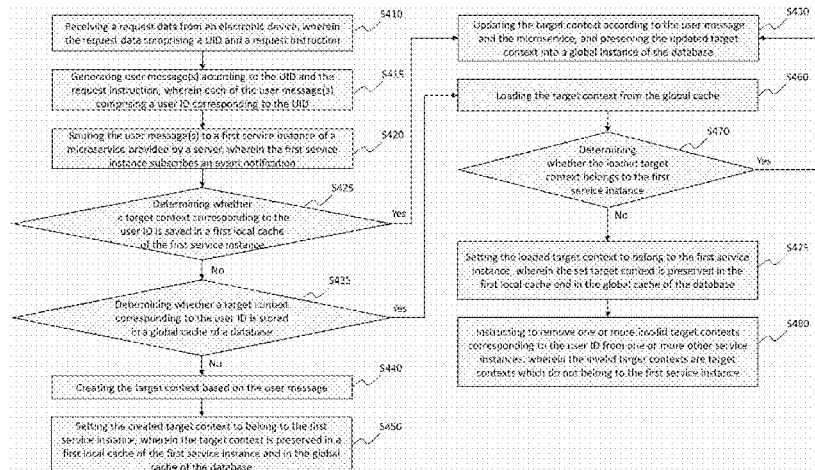 S410
Receiving a request data from an electronic device, wherein
the request data comprising a UID and a request instruction
S415
Generating user message(s) according to the UID and the
request instruction, wherein each of the user message(s)
comprising a user ID corresponding to the UID
S420
Routing the user message(s) to a first service instance of a
microservice provided by a server, wherein the first service
instance subscribes an event notification
S425
Determining whether
a target context corresponding to the
user ID is saved in a first local cache
of the first service instance
Yes
No
S435
Determining whether a target context
corresponding to the user ID is stored
in a global cache of a database
Yes
No
S440
Creating the target context based on the user message
S450
Setting the created target context to belong to the first
service instance, wherein the target context is preserved in a
first local cache of the first service instance and in the global
cache of the database
S430
Updating the target context according to the user message
and the microservice, and preserving the updated target
context into a global instance of the database
S460
Loading the target context from the global cache
S470
Determining
whether the loaded target
context belongs to the first
service instance
Yes
No
S475
Setting the loaded target context to belong to the first service
instance, wherein the set target context is preserved in the
first local cache and in the global cache of the database
S480
Instructing to remove one or more invalid target contexts
corresponding to the user ID from one or more other service
instances, wherein the invalid target contexts are target
contexts which do not belong to the first service instance